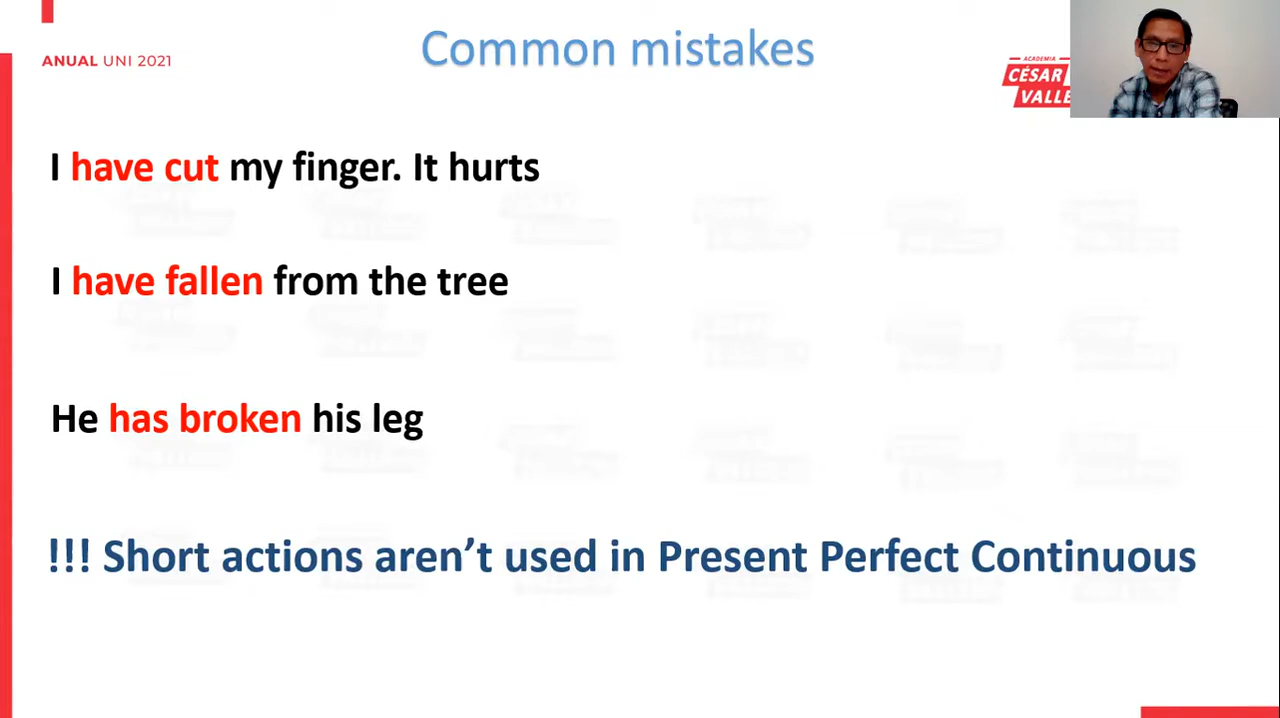 ANUAL UNI 2021
Common mistakes
ACADEMIA
CÉSAR
I have cut my finger. It hurts
I have fallen from the tree
He has broken his leg
!!! Short actions aren’t used in Present Perfect Continuous